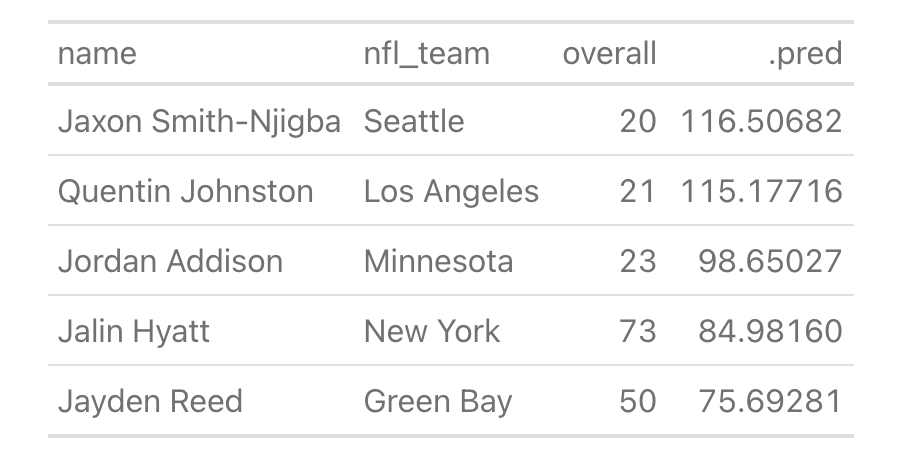 name nfl_team overall .pred
Jaxon Smith-Njigba Seattle 20 116.50682
Quentin Johnston Los Angeles 21 115.17716
Jordan Addison Minnesota 23 98.65027
Jalin Hyatt New York 73 84.98160
Jayden Reed Green Bay 50 75.69281